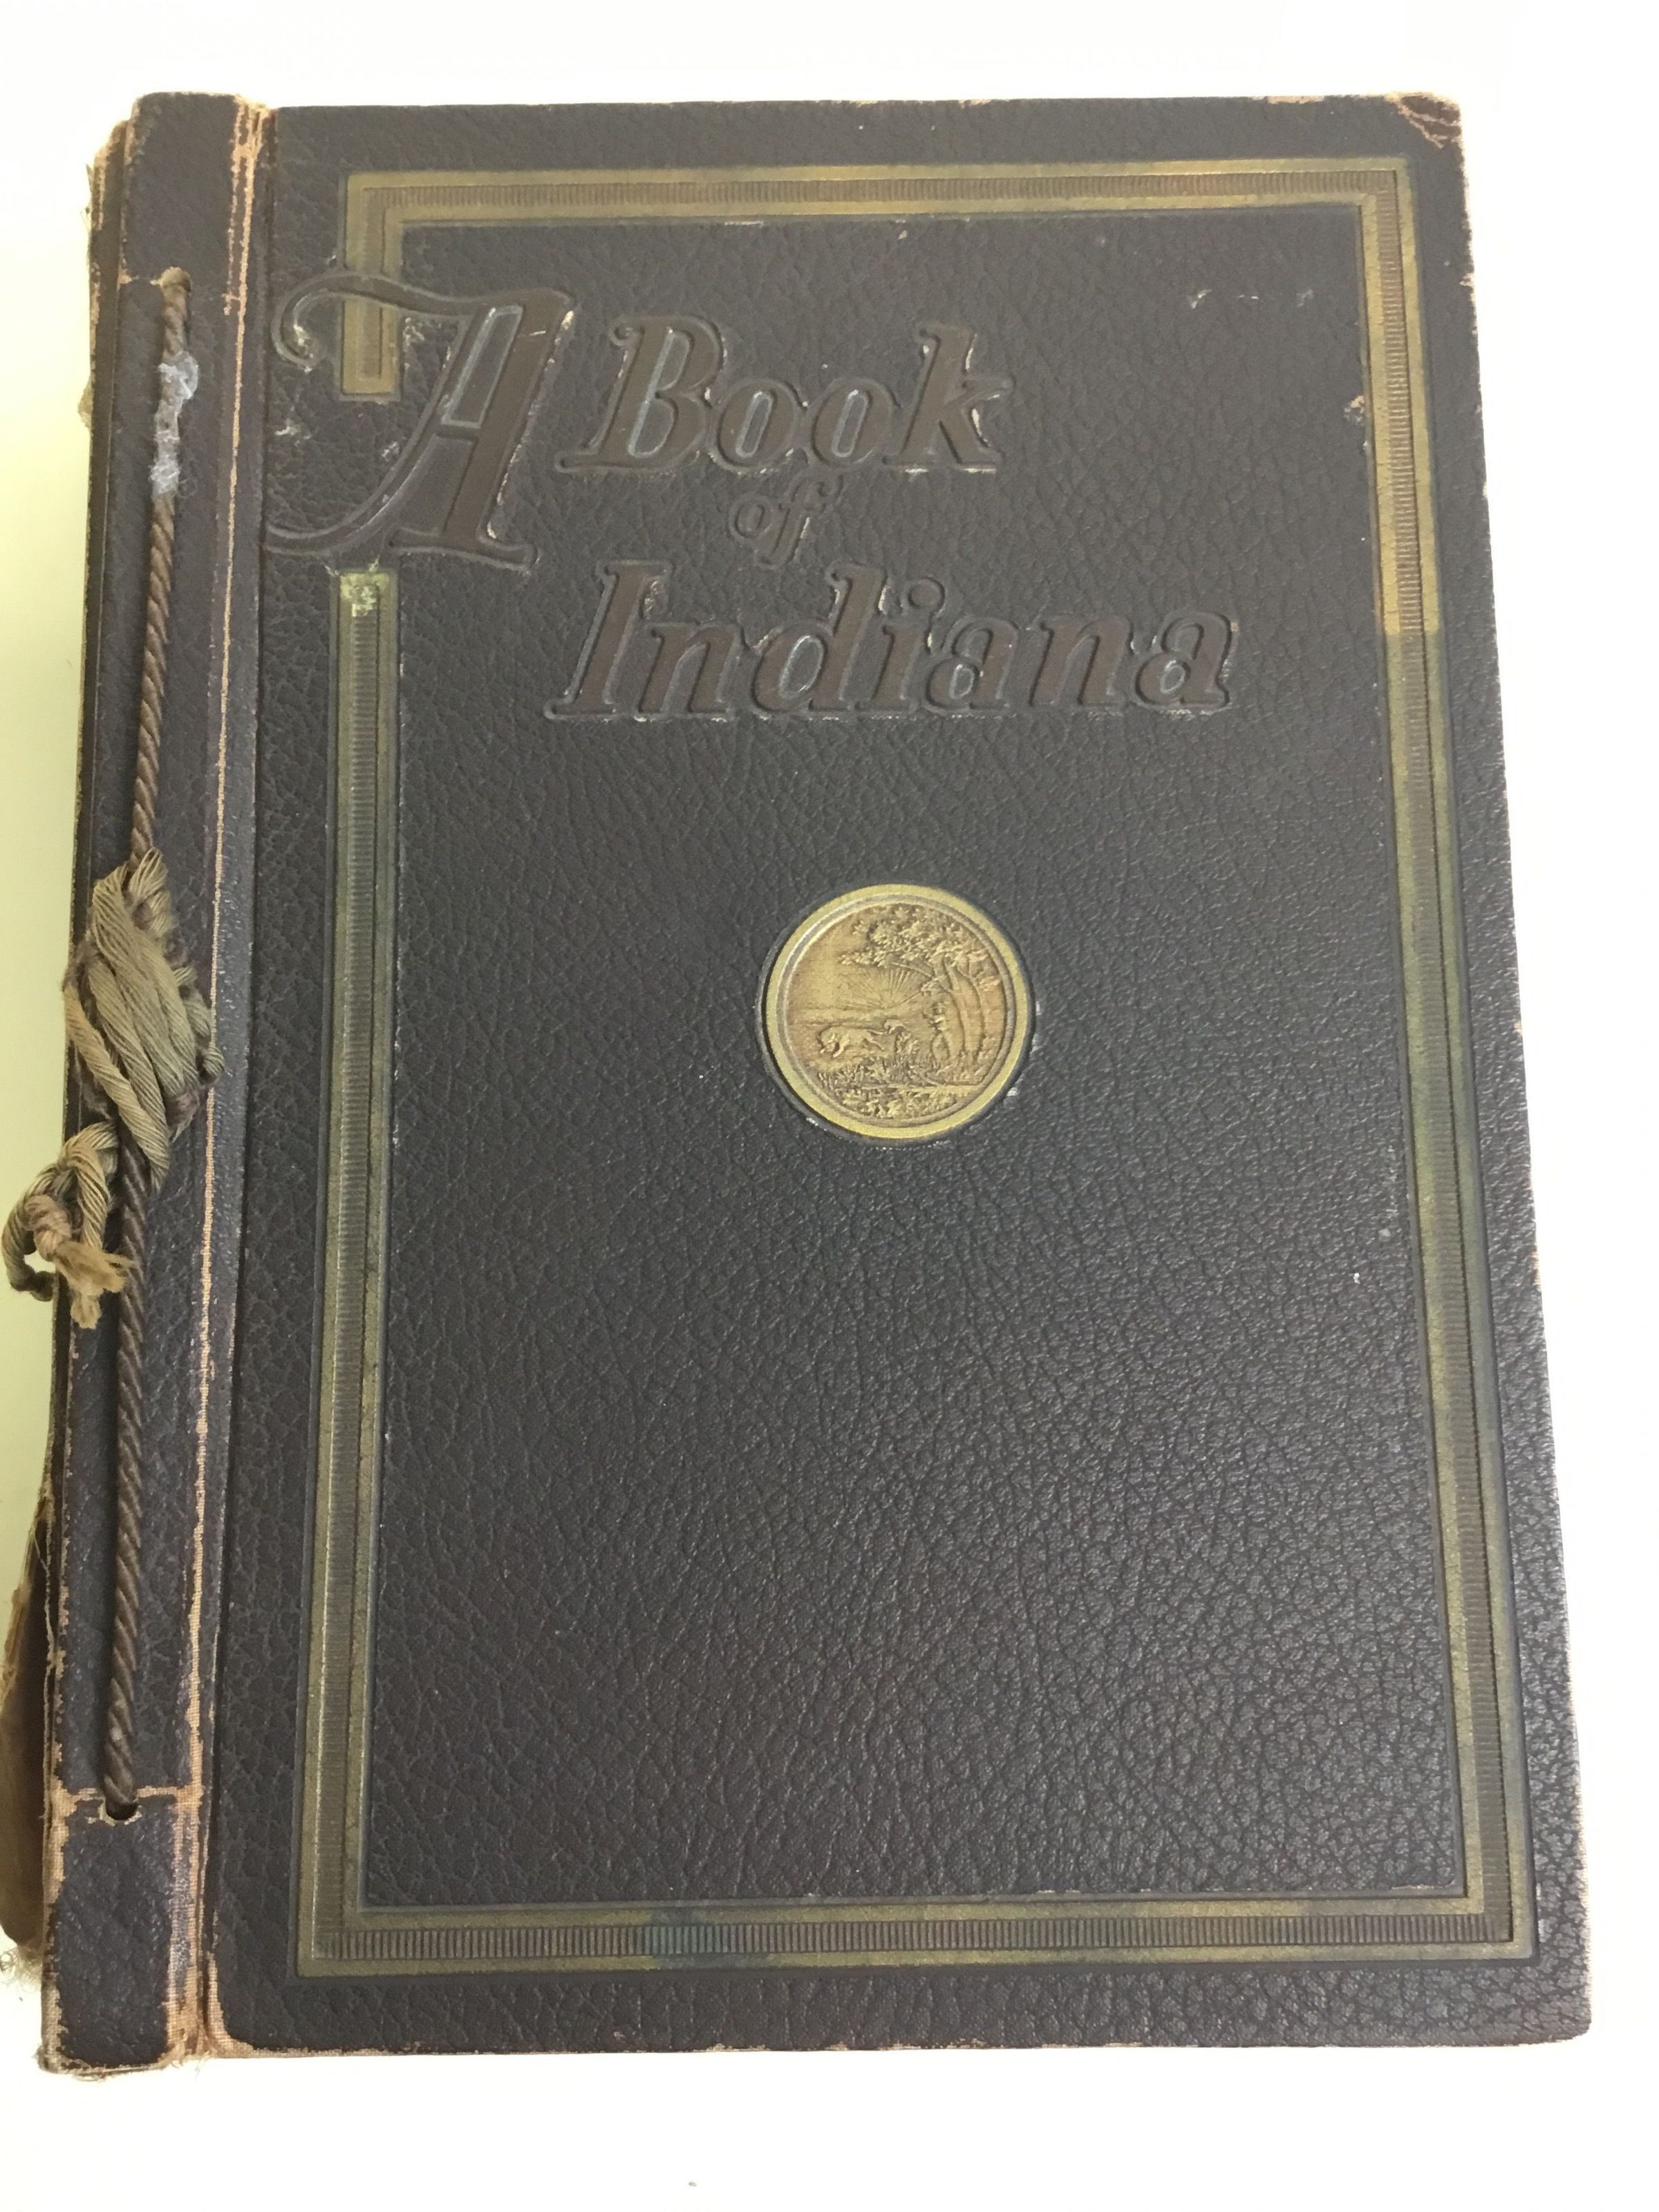 A Book
of
Indiana